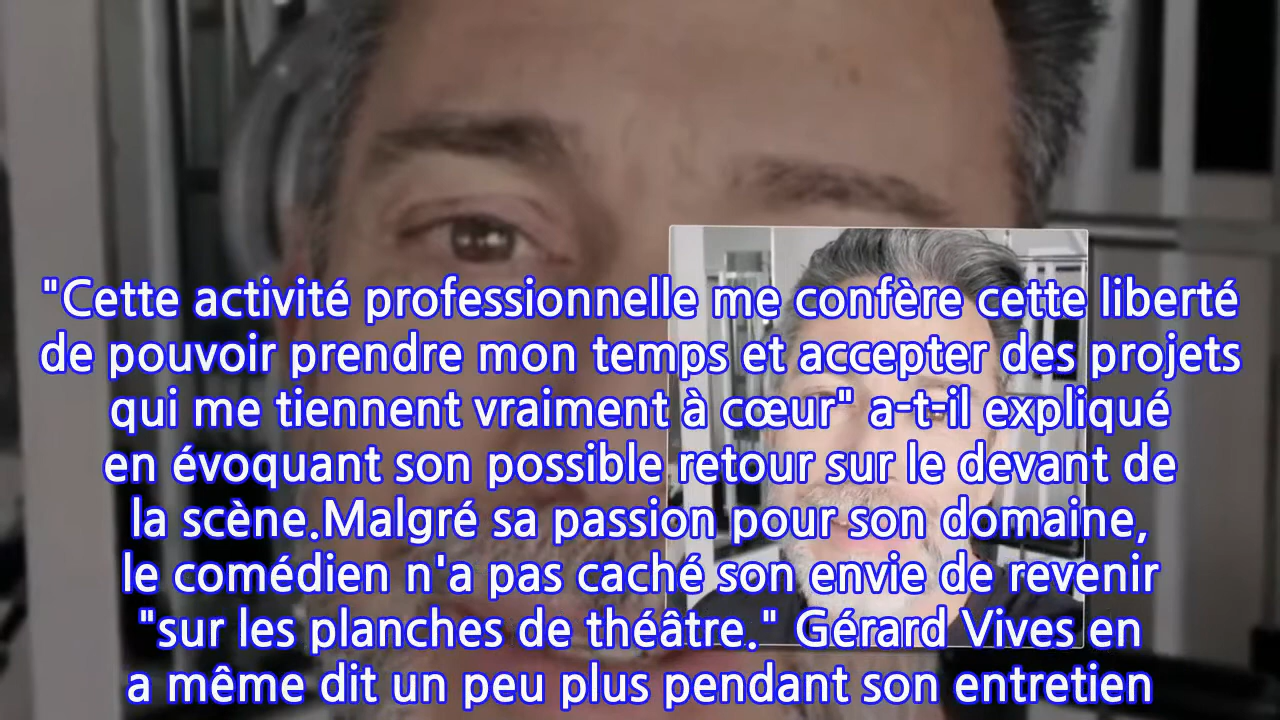 "Cette activité professionnelle me confère cette liberté
de pouvoir prendre mon temps et accepter des projets
qui me tiennent vraiment à cœur" a-t-il expliqué
en évoquant son possible retour sur le devant de
la scène.Malgré sa passion pour son domaine,
le comédien n'a pas caché son envie de revenir
"sur les planches de théâtre." Gérard Vives en
a même dit un peu plus pendant son entretien